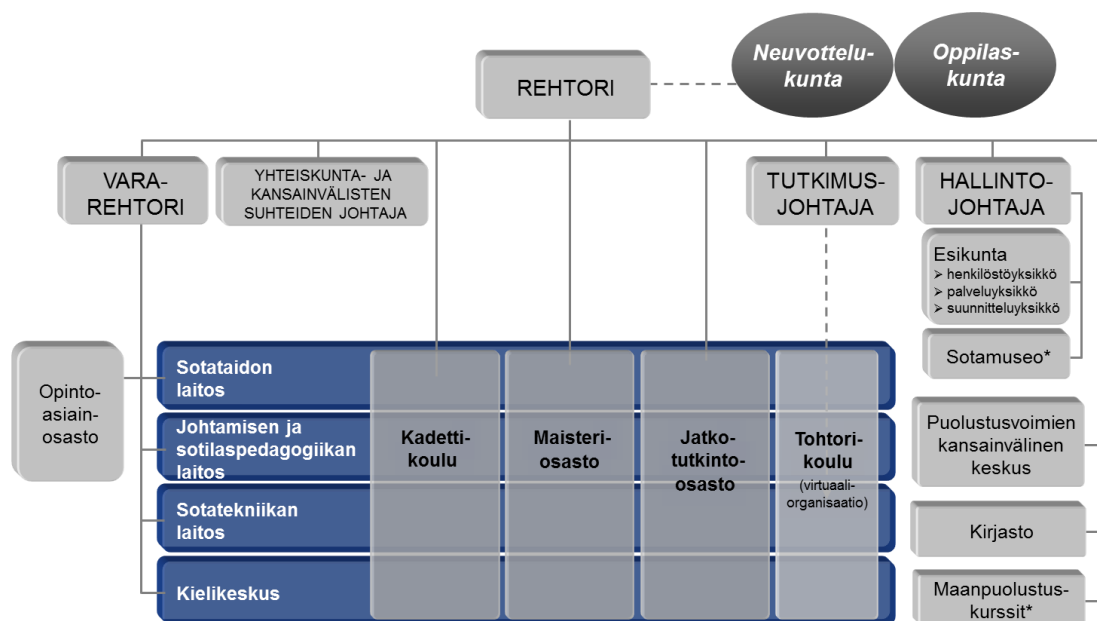 REHTORI
Neuvottelu-
kunta
Oppilas-
kunta
VARA-
REHTORI
YHTEISKUNTA- JA
KANSAINVÄLISTEN
SUHTEIDEN JOHTAJA
TUTKIMUS-
JOHTAJA
HALLINTO-
JOHTAJA
Esikunta
➢ henkilöstöyksikkö
➢ palveluyksikkö
➢ suunnitteluyksikkö
Sotamuseo*
Opinto-
asiain-
osasto
Sotataidon
laitos
Johtamisen ja
sotilaspedagogiikan
laitos
Sotatekniikan
laitos
Kielikeskus
Kadetti-
koulu
Maisteri-
osasto
Jatko-
tutkinto-
osasto
Tohtori-
koulu
(virtuaali-
organisaatio)
Puolustusvoimien
kansainvälinen
keskus
Kirjasto
Maanpuolustus-
kurssit*